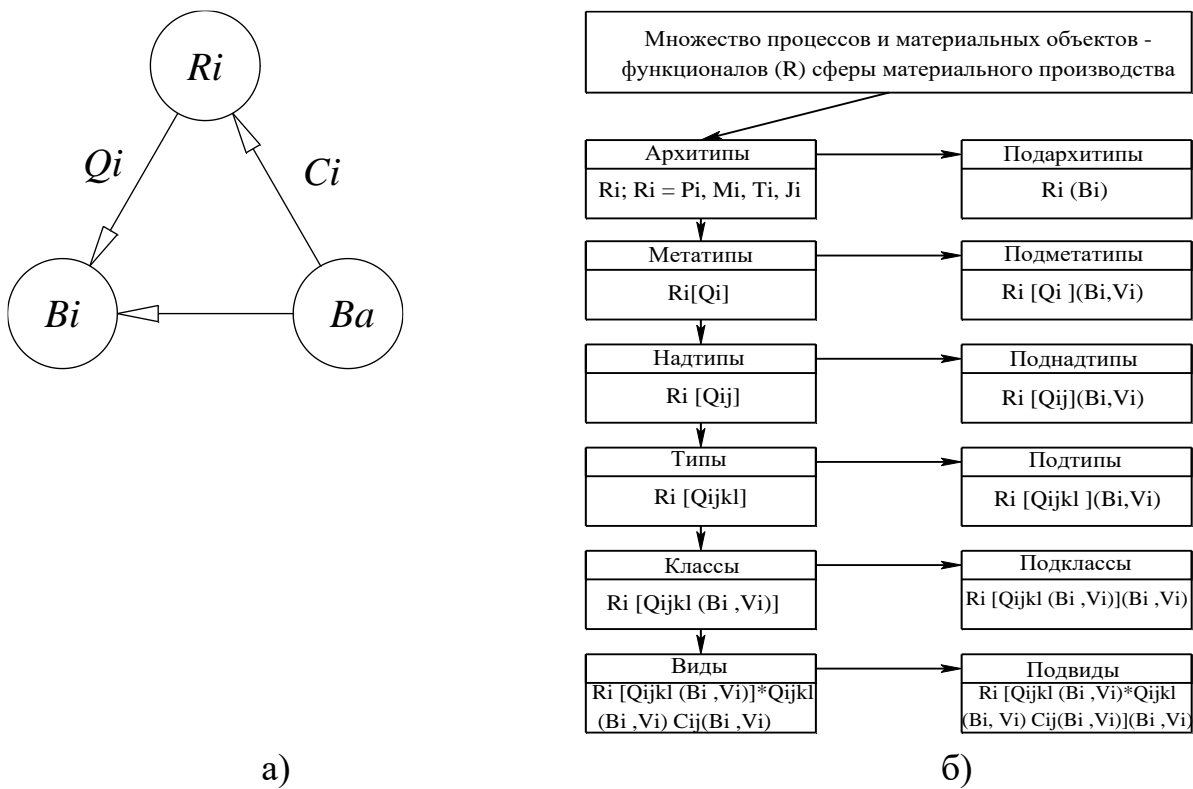 Ri
Qi
Ci
Bi
Ba
Множество процессов и материальных объектов -
функционалов (R) сферы материального производства
Архитипы
Ri; Ri = Pi, Mi, Ti, Ji
Подархитипы
Ri (Bi)
Метатипы
Ri[Qi]
Подметатипы
Ri [Qi ](Bi,Vi)
Надтипы
Ri [Qij]
Поднадтипы
Ri [Qij](Bi,Vi)
Типы
Ri [Qijkl]
Подтипы
Ri [Qijkl ](Bi,Vi)
Классы
Ri [Qijkl (Bi ,Vi)]
Подклассы
Ri [Qijkl (Bi ,Vi)](Bi ,Vi)
Виды
Ri [Qijkl (Bi ,Vi)]*Qijkl
(Bi ,Vi) Cij(Bi ,Vi)
Подвиды
Ri [Qijkl (Bi ,Vi)*Qijkl
(Bi, Vi) Cij(Bi ,Vi)](Bi ,Vi)
а)
б)